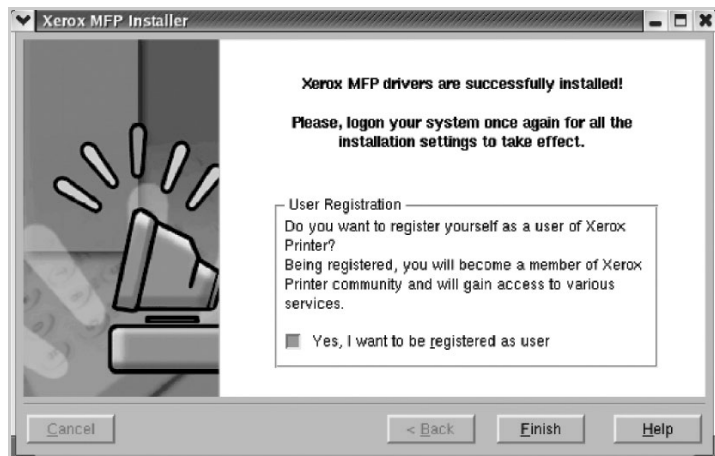 Xerox MFP Installer
Xerox MFP drivers are successfully installed!
Please, logon your system once again for all the
installation settings to take effect.
User Registration
Do you want to register yourself as a user of Xerox
Printer?
Being registered, you will become a member of Xerox
Printer community and will gain access to various
services.
Yes, I want to be registered as user
Cancel
< Back
Finish
Help